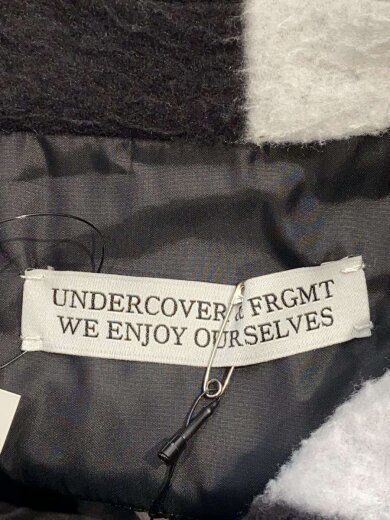 UNDERCOVER & FRGMT
WE ENJOY OURSELVES